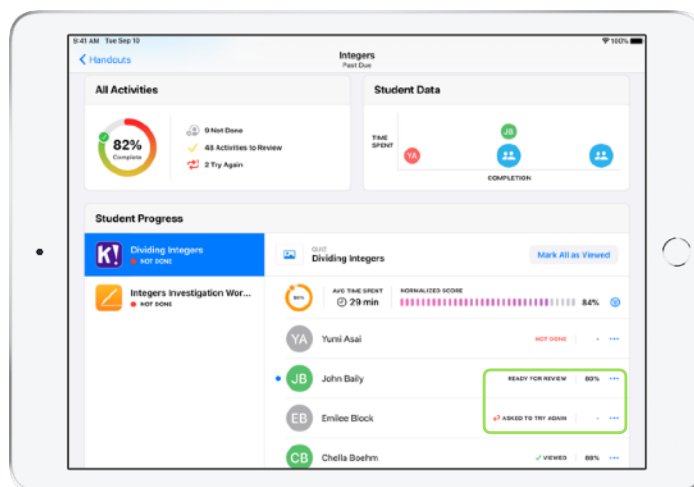 9:41 AM Tue Sep 10
100%
Handouts
Integers
Past Due
All Activities
82%
Complete
9 Not Done
48 Activities to Review
2 Try Again
Student Data
TIME SPENT
YA
JB
COMPLETION
Student Progress
K!
Dividing Integers
NOT DONE
Integers Investigation Wor...
NOT DONE
QUIZ
Dividing Integers
Mark All as Viewed
AVG TIME SPENT
29 min
NORMALIZED SCORE
84%
YA Yumi Asai NOT DONE - ...
JB John Baily READY FOR REVIEW 80% ...
EB Emilee Block ASKED TO TRY AGAIN - ...
CB Chella Boehm VIEWED 88% ...